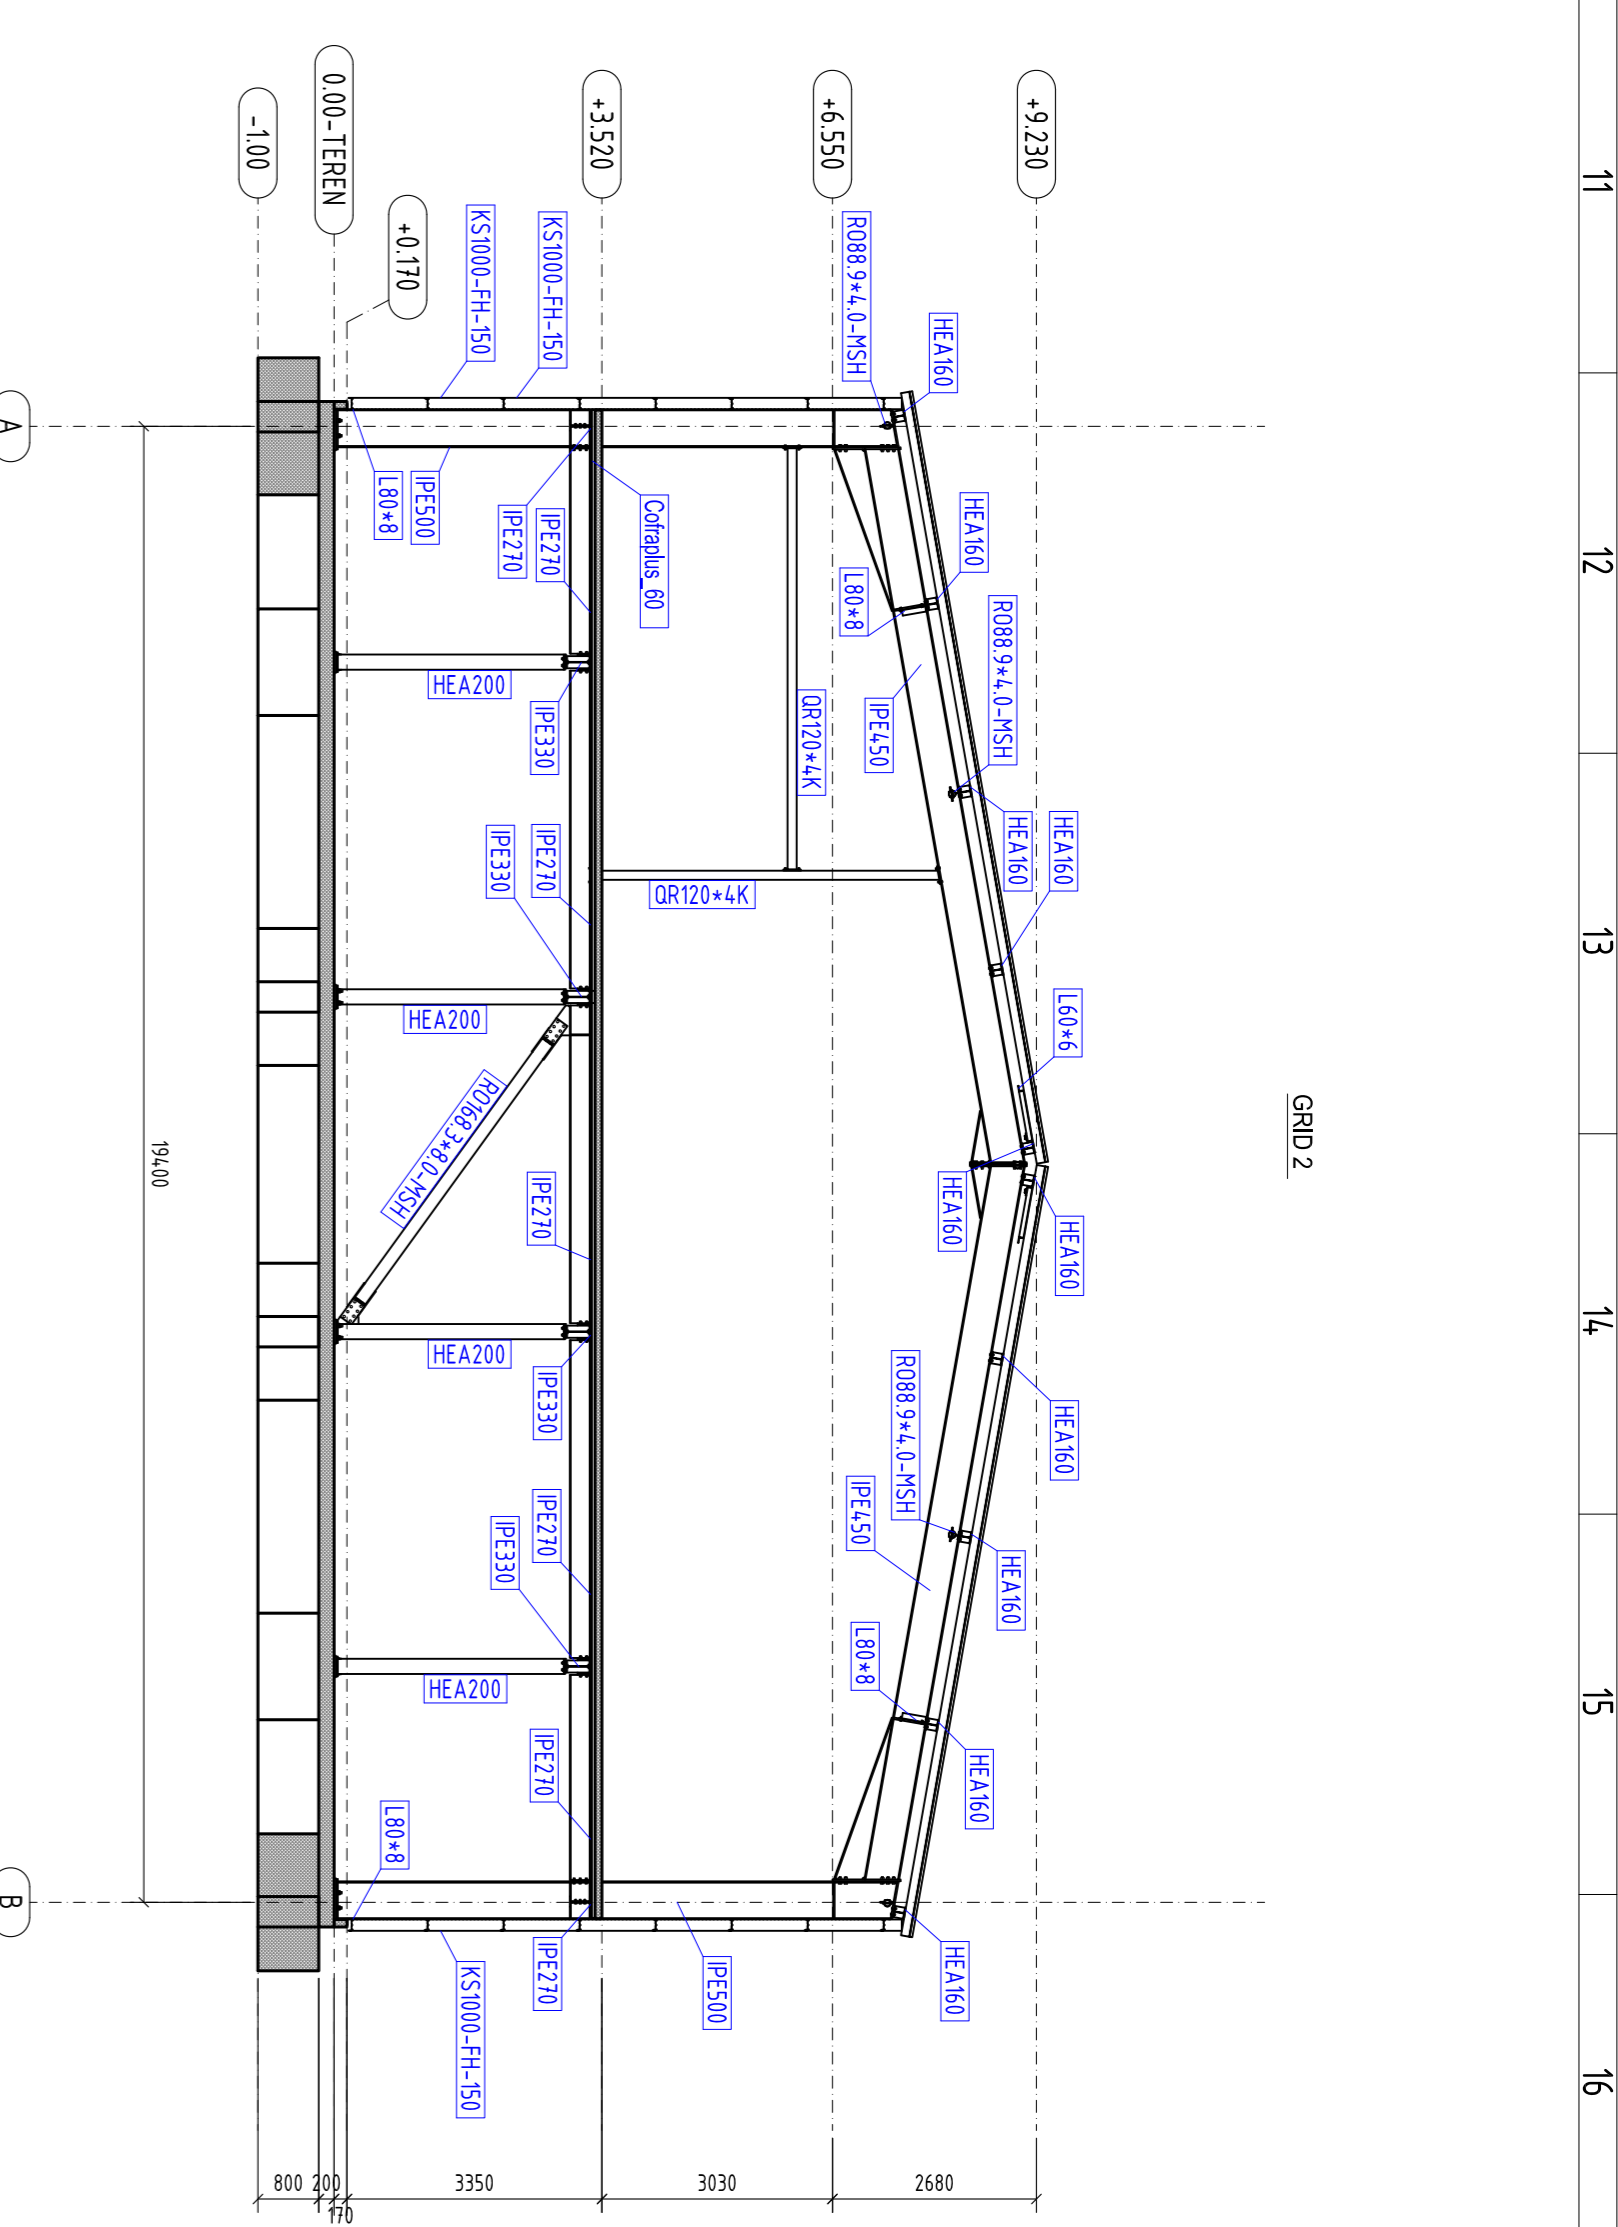 11
12
13
14
15
16
GRID 2
+9.230
+6.550
+3.520
+0.170
0.00-TEREN
-1.00
HEA160
RO88.9*4.0-MSH
KS1000-FH-150
KS1000-FH-150
HEA160
L80*8
RO88.9*4.0-MSH
IPE450
QR120*4K
HEA160
HEA160
L60*6
HEA160
HEA160
HEA160
RO88.9*4.0-MSH
IPE450
HEA160
L80*8
HEA160
HEA160
Cofraplus_60
IPE270
IPE270
IPE500
L80*8
HEA200
IPE330
IPE270
IPE330
QR120*4K
HEA200
RO168.3*8.0-MSH
IPE270
HEA200
IPE330
IPE270
IPE330
HEA200
IPE270
L80*8
IPE270
IPE500
KS1000-FH-150
19400
A
B
800
200
170
3350
3030
2680